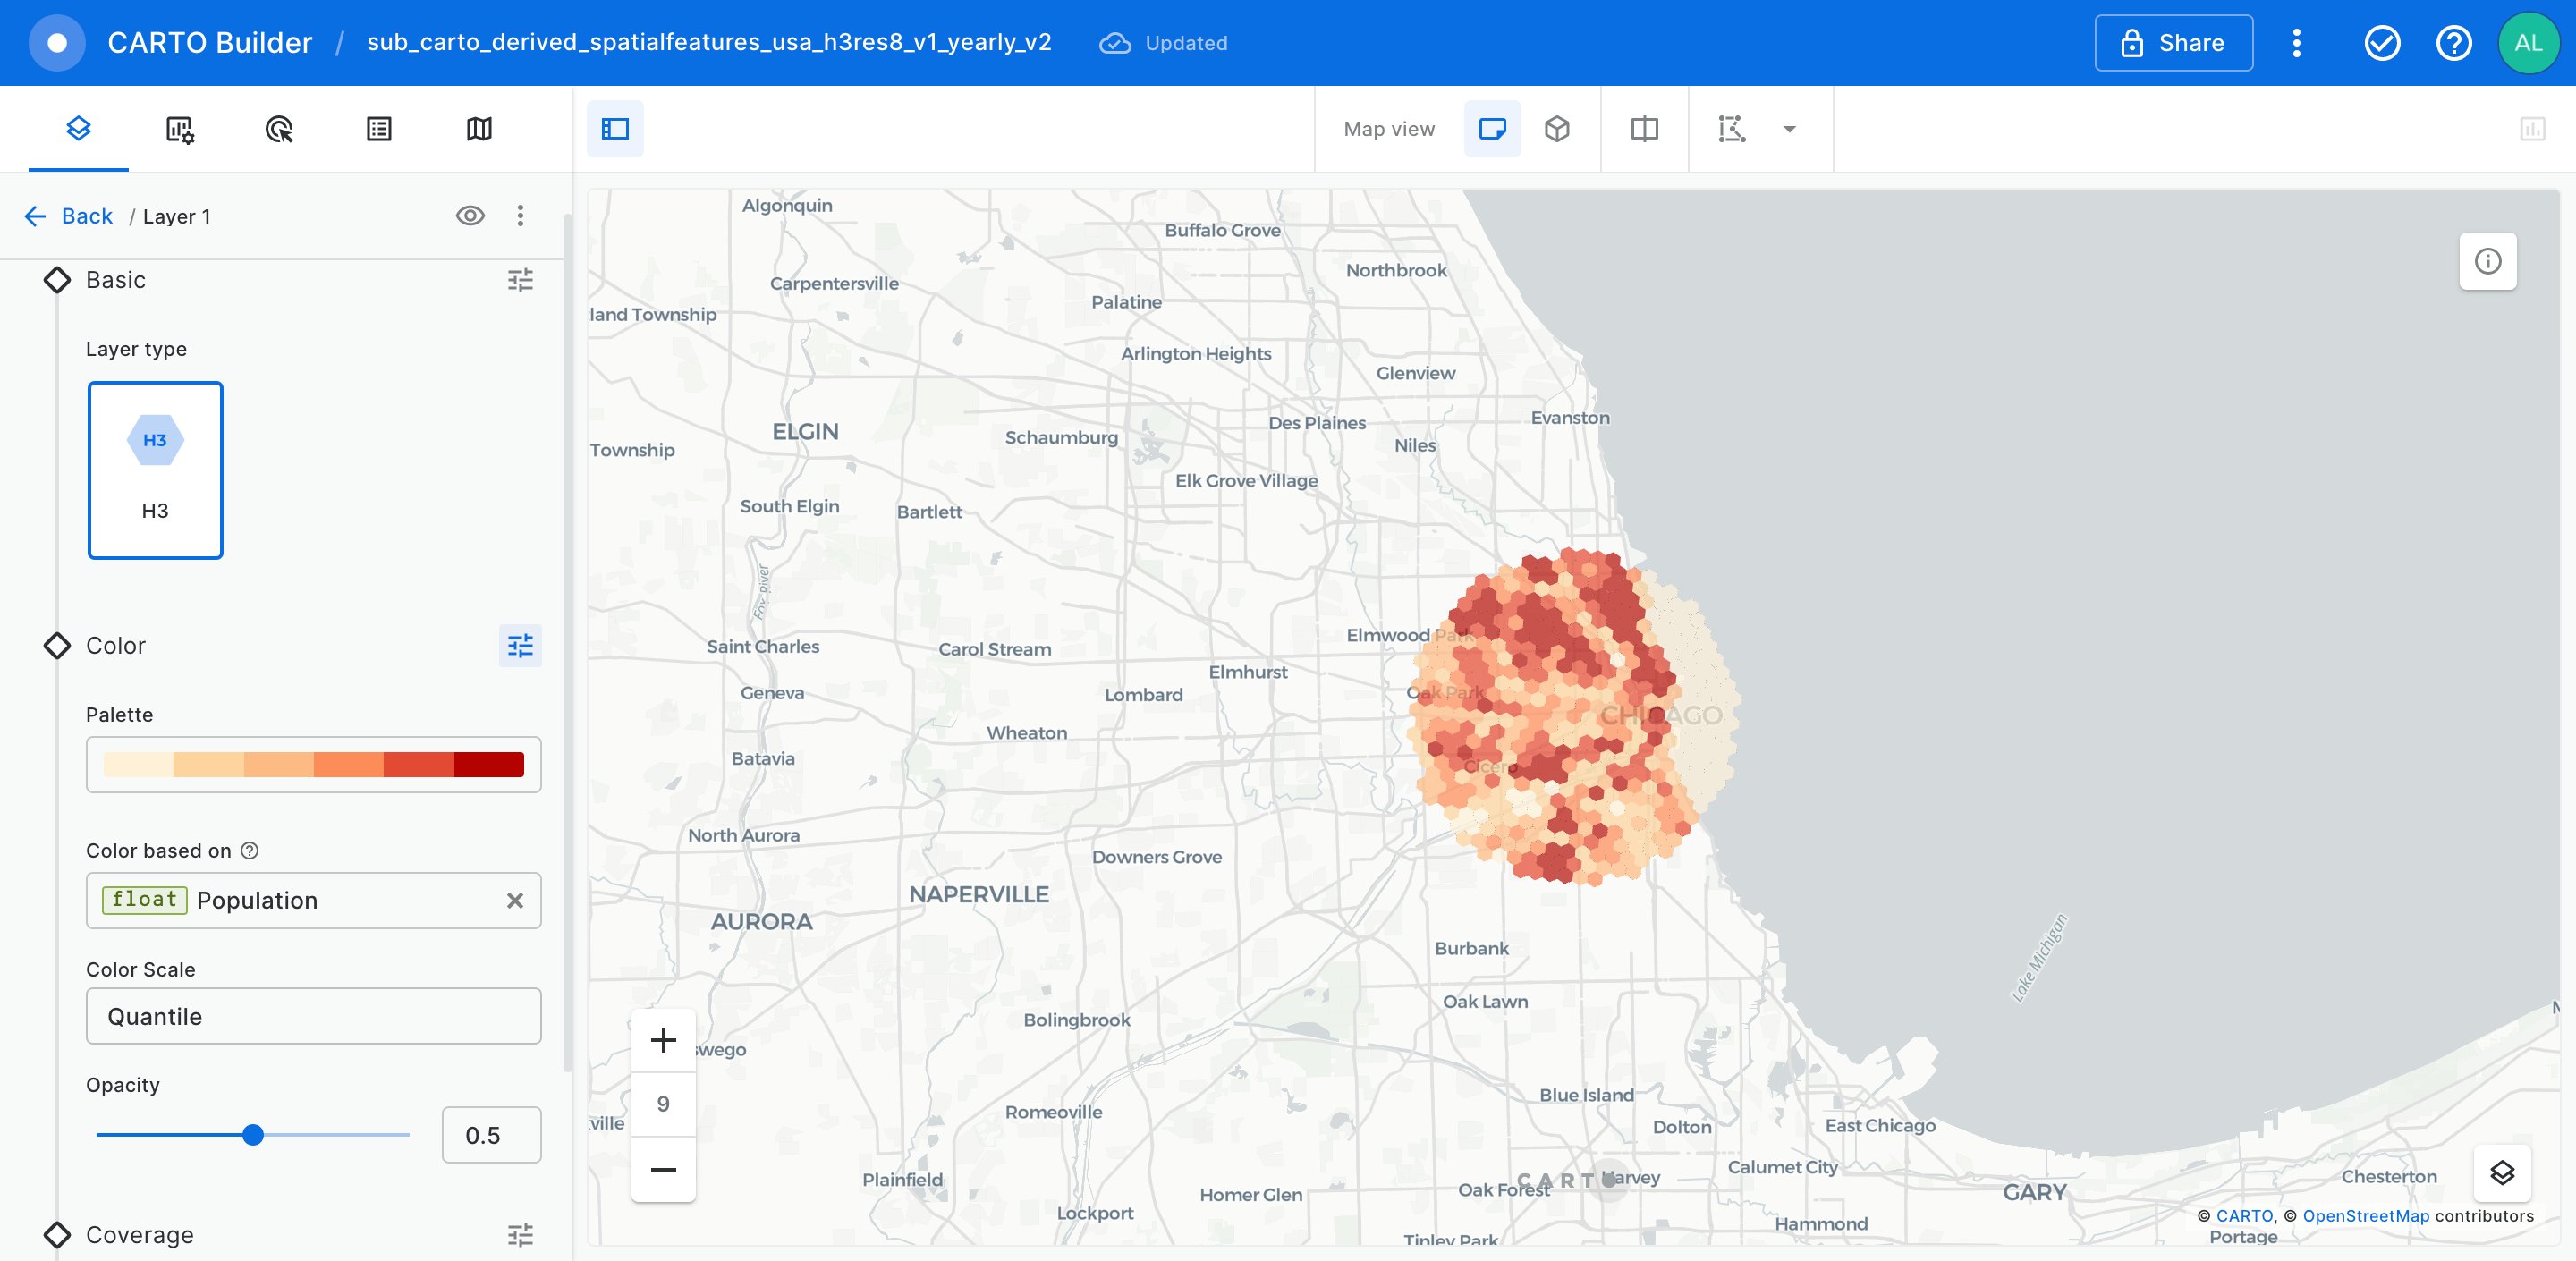 CARTO Builder / sub_carto_derived_spatialfeatures_usa_h3res8_v1_yearly_v2 Updated Share AL
Map view
Back / Layer 1
Basic
Layer type
H3
H3
Color
Palette
Color based on
float Population
Color Scale
Quantile
Opacity
0.5
Coverage
Algonquin
Buffalo Grove
Northbrook
Carpentersville
Palatine
land Township
Arlington Heights
Glenview
Evanston
Des Plaines
ELGIN
Schaumburg
Niles
Township
Elk Grove Village
South Elgin
Bartlett
Fox River
Elmwood Park
Saint Charles
Carol Stream
Elmhurst
Geneva
Lombard
Oak Park
CHICAGO
Wheaton
Batavia
Cicero
North Aurora
Downers Grove
NAPERVILLE
AURORA
Burbank
Lake Michigan
Oak Lawn
Bolingbrook
swego
Blue Island
Romeoville
ville
Dolton
East Chicago
Calumet City
Harvey
Plainfield
CARTO
Oak Forest
Homer Glen
GARY
Chesterton
Lockport
Hammond
Tinley Park
Portage
+
9
−
© CARTO, © OpenStreetMap contributors